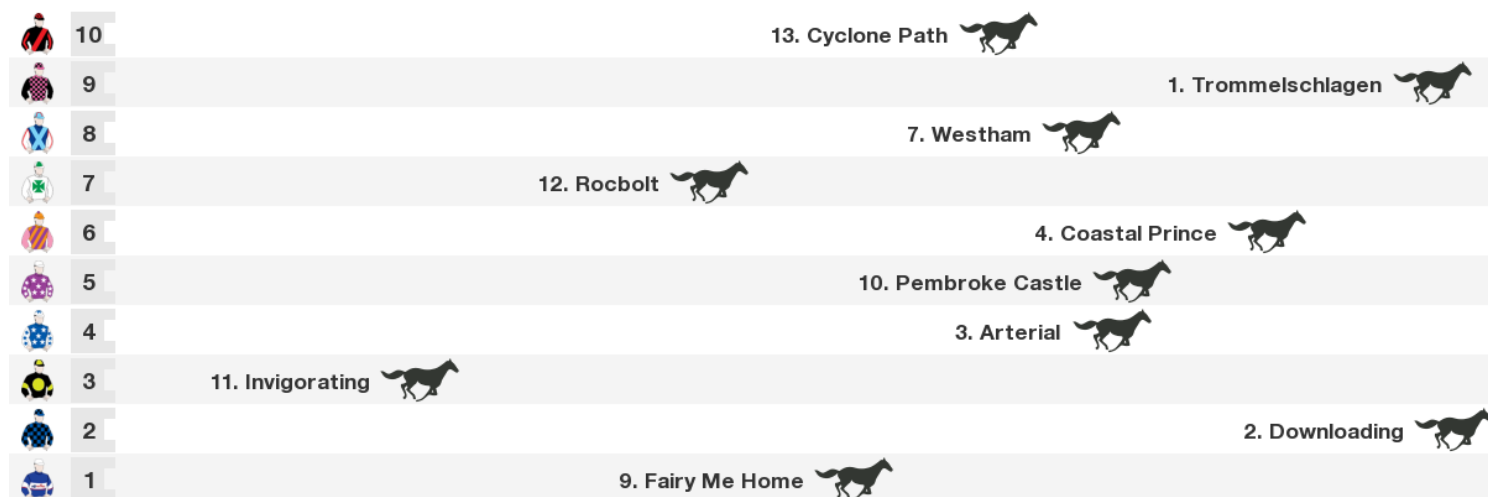 10 13. Cyclone Path
9 1. Trommelschlagen
8 7. Westham
7 12. Rocbolt
6 4. Coastal Prince
5 10. Pembroke Castle
4 3. Arterial
3 11. Invigorating
2 2. Downloading
1 9. Fairy Me Home